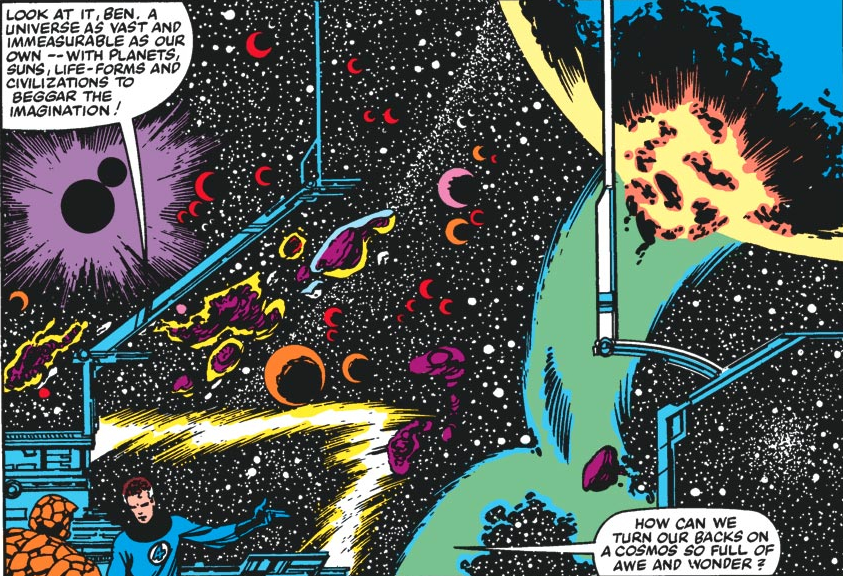 LOOK AT IT, BEN. A
UNIVERSE AS VAST AND
IMMEASURABLE AS OUR
OWN -- WITH PLANETS,
SUNS, LIFE-FORMS AND
CIVILIZATIONS TO
BEGGAR THE
IMAGINATION!
4
HOW CAN WE
TURN OUR BACKS ON
A COSMOS SO FULL OF
AWE AND WONDER?